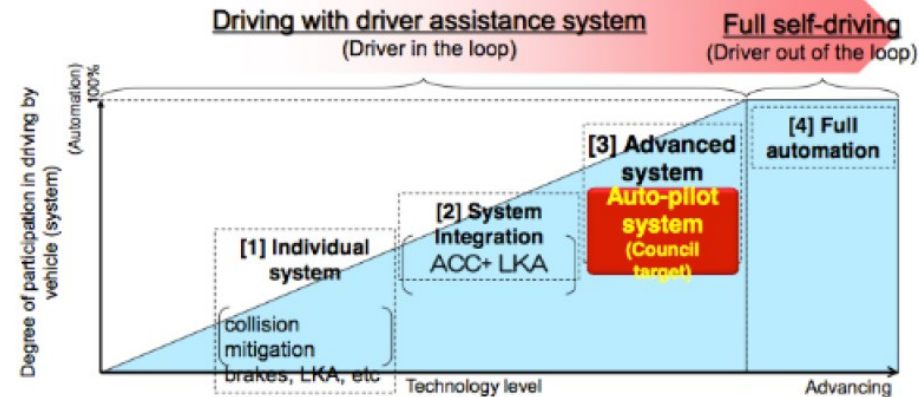 Driving with driver assistance system
(Driver in the loop)
Full self-driving
(Driver out of the loop)
Degree of participation in driving by
vehicle (system)
(Automation)
100%
[1] Individual
system
collision
mitigation
brakes, LKA, etc
[2] System
Integration
ACC+ LKA
[3] Advanced
system
Auto-pilot
system
(Council
target)
[4] Full
automation
Technology level
Advancing